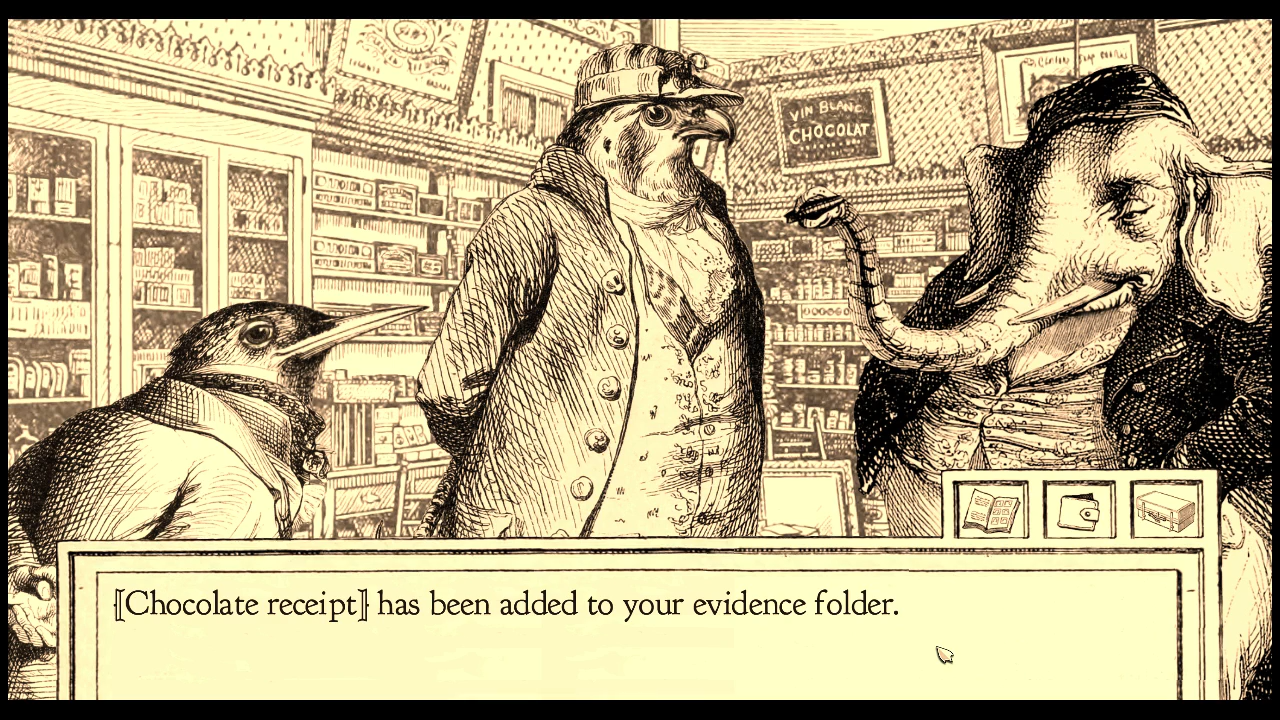 VIN BLANC
CHOCOLAT
⟦Chocolate receipt⟧ has been added to your evidence folder.